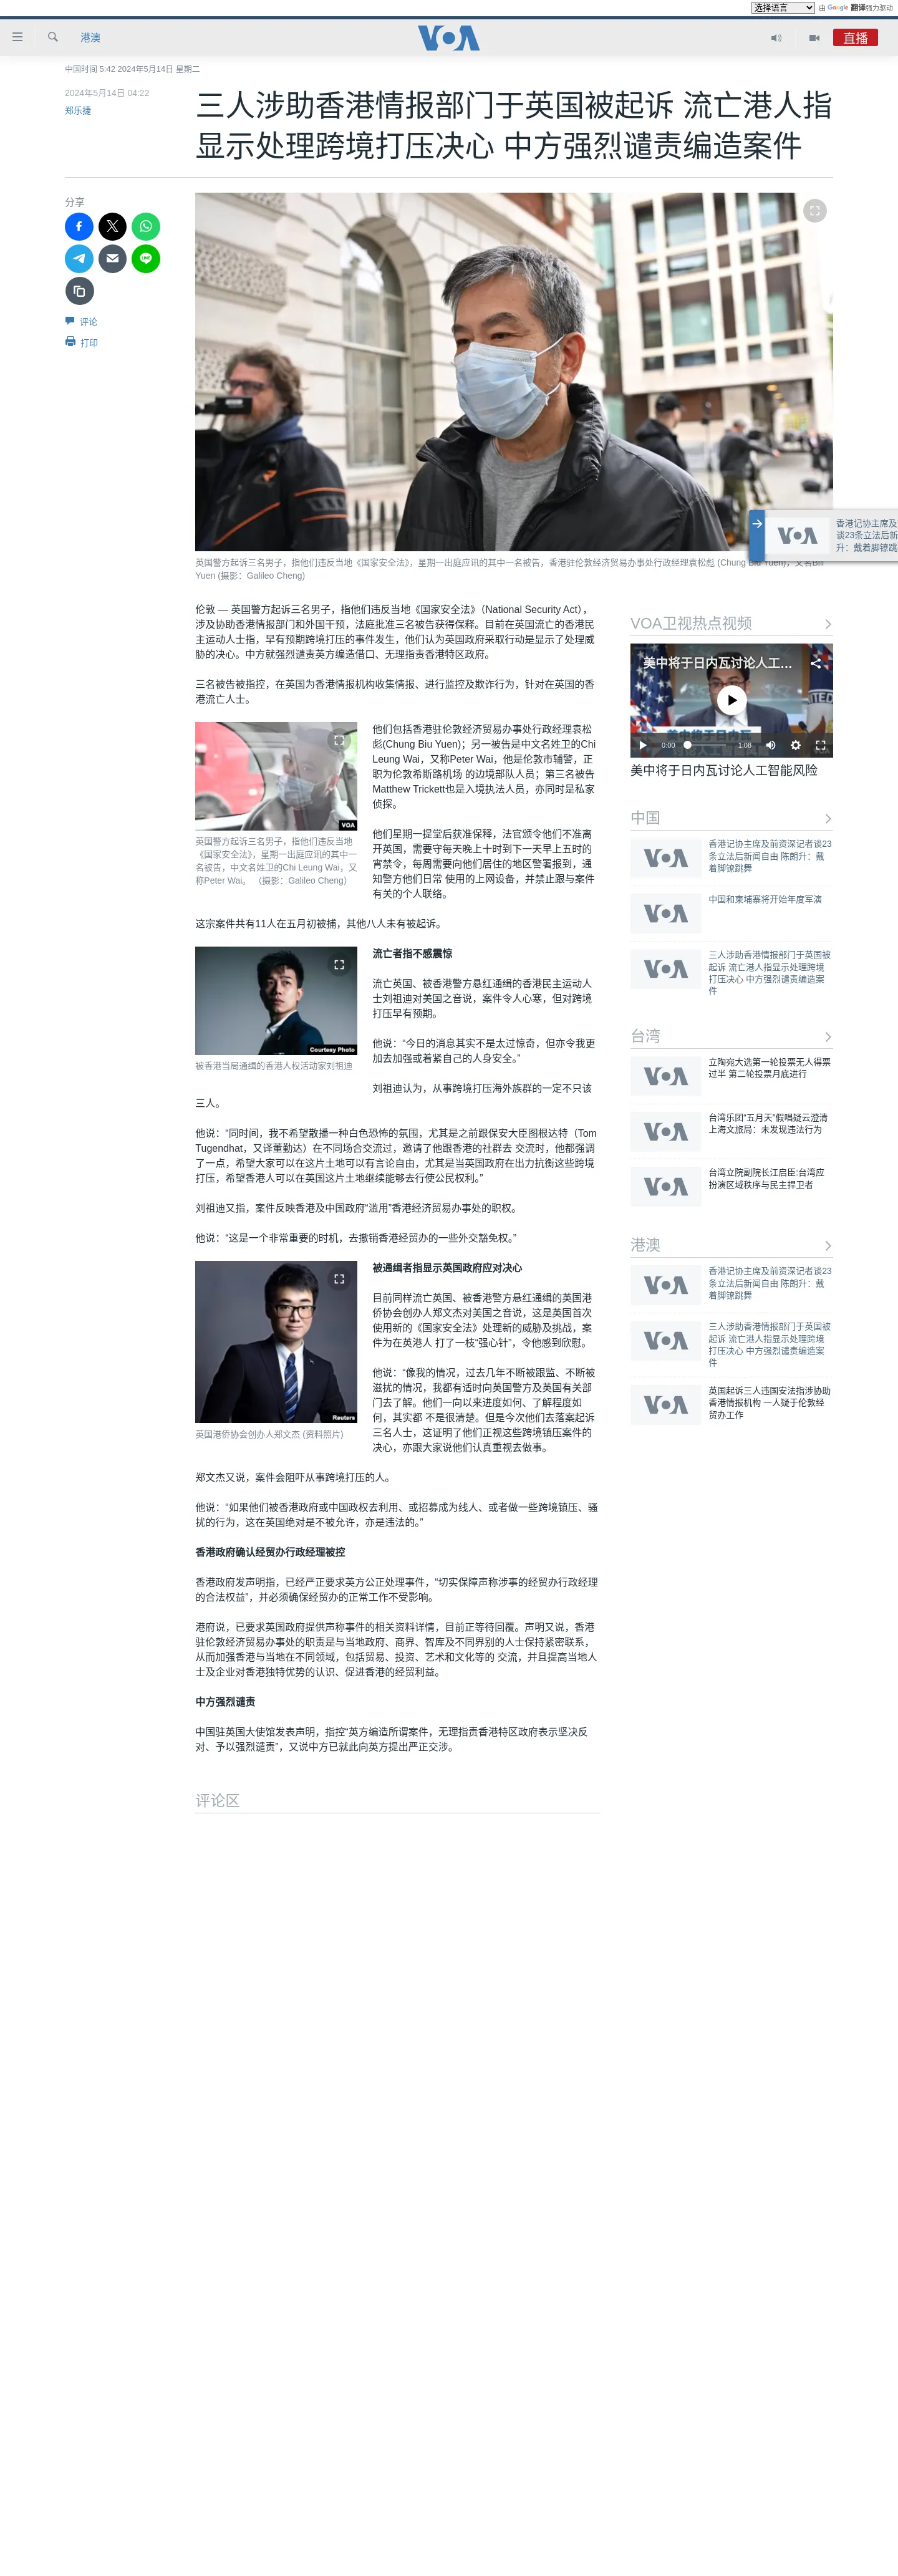 选择语言 由 Google 翻译强力驱动
港澳
VOA
直播
中国时间 5:42 2024年5月14日 星期二
2024年5月14日 04:22
郑乐捷
三人涉助香港情报部门于英国被起诉 流亡港人指
显示处理跨境打压决心 中方强烈谴责编造案件
分享
评论
打印
香港记协主席及
谈23条立法后新
升：戴着脚镣跳
英国警方起诉三名男子，指他们违反当地《国家安全法》，星期一出庭应讯的其中一名被告，香港驻伦敦经济贸易办事处行政经理袁松彪 (Chung Biu Yuen)，又名Bill
Yuen (摄影：Galileo Cheng)
伦敦 — 英国警方起诉三名男子，指他们违反当地《国家安全法》（National Security Act），
涉及协助香港情报部门和外国干预，法庭批准三名被告获得保释。目前在英国流亡的香港民
主运动人士指，早有预期跨境打压的事件发生，他们认为英国政府采取行动是显示了处理威
胁的决心。中方就强烈谴责英方编造借口、无理指责香港特区政府。
三名被告被指控，在英国为香港情报机构收集情报、进行监控及欺诈行为，针对在英国的香
港流亡人士。
VOA
英国警方起诉三名男子，指他们违反当地
《国家安全法》，星期一出庭应讯的其中一
名被告，中文名姓卫的Chi Leung Wai，又
称Peter Wai。 （摄影：Galileo Cheng）
他们包括香港驻伦敦经济贸易办事处行政经理袁松
彪(Chung Biu Yuen)；另一被告是中文名姓卫的Chi
Leung Wai，又称Peter Wai，他是伦敦市辅警，正
职为伦敦希斯路机场 的边境部队人员；第三名被告
Matthew Trickett也是入境执法人员，亦同时是私家
侦探。
他们星期一提堂后获准保释，法官颁令他们不准离
开英国，需要守每天晚上十时到下一天早上五时的
宵禁令，每周需要向他们居住的地区警署报到，通
知警方他们日常 使用的上网设备，并禁止跟与案件
有关的个人联络。
这宗案件共有11人在五月初被捕，其他八人未有被起诉。
Courtesy Photo
被香港当局通缉的香港人权活动家刘祖迪
流亡者指不感震惊
流亡英国、被香港警方悬红通缉的香港民主运动人
士刘祖迪对美国之音说，案件令人心寒，但对跨境
打压早有预期。
他说：“今日的消息其实不是太过惊奇，但亦令我更
加去加强或着紧自己的人身安全。”
刘祖迪认为，从事跨境打压海外族群的一定不只该
三人。
他说：“同时间，我不希望散播一种白色恐怖的氛围，尤其是之前跟保安大臣图根达特（Tom
Tugendhat，又译董勤达）在不同场合交流过，邀请了他跟香港的社群去 交流时，他都强调
了一点，希望大家可以在这片土地可以有言论自由，尤其是当英国政府在出力抗衡这些跨境
打压，希望香港人可以在英国这片土地继续能够去行使公民权利。”
刘祖迪又指，案件反映香港及中国政府“滥用”香港经济贸易办事处的职权。
他说：“这是一个非常重要的时机，去撤销香港经贸办的一些外交豁免权。”
Reuters
英国港侨协会创办人郑文杰 (资料照片)
被通缉者指显示英国政府应对决心
目前同样流亡英国、被香港警方悬红通缉的英国港
侨协会创办人郑文杰对美国之音说，这是英国首次
使用新的《国家安全法》处理新的威胁及挑战，案
件为在英港人 打了一枝“强心针”，令他感到欣慰。
他说：“像我的情况，过去几年不断被跟监、不断被
滋扰的情况，我都有适时向英国警方及英国有关部
门去了解。他们一向以来进度如何、了解程度如
何，其实都 不是很清楚。但是今次他们去落案起诉
三名人士，这证明了他们正视这些跨境镇压案件的
决心，亦跟大家说他们认真重视去做事。
郑文杰又说，案件会阻吓从事跨境打压的人。
他说：“如果他们被香港政府或中国政权去利用、或招募成为线人、或者做一些跨境镇压、骚
扰的行为，这在英国绝对是不被允许，亦是违法的。”
香港政府确认经贸办行政经理被控
香港政府发声明指，已经严正要求英方公正处理事件，“切实保障声称涉事的经贸办行政经理
的合法权益”，并必须确保经贸办的正常工作不受影响。
港府说，已要求英国政府提供声称事件的相关资料详情，目前正等待回覆。声明又说，香港
驻伦敦经济贸易办事处的职责是与当地政府、商界、智库及不同界别的人士保持紧密联系，
从而加强香港与当地在不同领域，包括贸易、投资、艺术和文化等的 交流，并且提高当地人
士及企业对香港独特优势的认识、促进香港的经贸利益。
中方强烈谴责
中国驻英国大使馆发表声明，指控“英方编造所谓案件，无理指责香港特区政府表示坚决反
对、予以强烈谴责”，又说中方已就此向英方提出严正交涉。
评论区
VOA卫视热点视频
美中将于日内瓦讨论人工...
0:00 1:08
美中将于日内瓦讨论人工智能风险
中国
香港记协主席及前资深记者谈23
条立法后新闻自由 陈朗升：戴
着脚镣跳舞
中国和柬埔寨将开始年度军演
三人涉助香港情报部门于英国被
起诉 流亡港人指显示处理跨境
打压决心 中方强烈谴责编造案
件
台湾
立陶宛大选第一轮投票无人得票
过半 第二轮投票月底进行
台湾乐团“五月天”假唱疑云澄清
上海文旅局：未发现违法行为
台湾立院副院长江启臣:台湾应
扮演区域秩序与民主捍卫者
港澳
香港记协主席及前资深记者谈23
条立法后新闻自由 陈朗升：戴
着脚镣跳舞
三人涉助香港情报部门于英国被
起诉 流亡港人指显示处理跨境
打压决心 中方强烈谴责编造案
件
英国起诉三人违国安法指涉协助
香港情报机构 一人疑于伦敦经
贸办工作